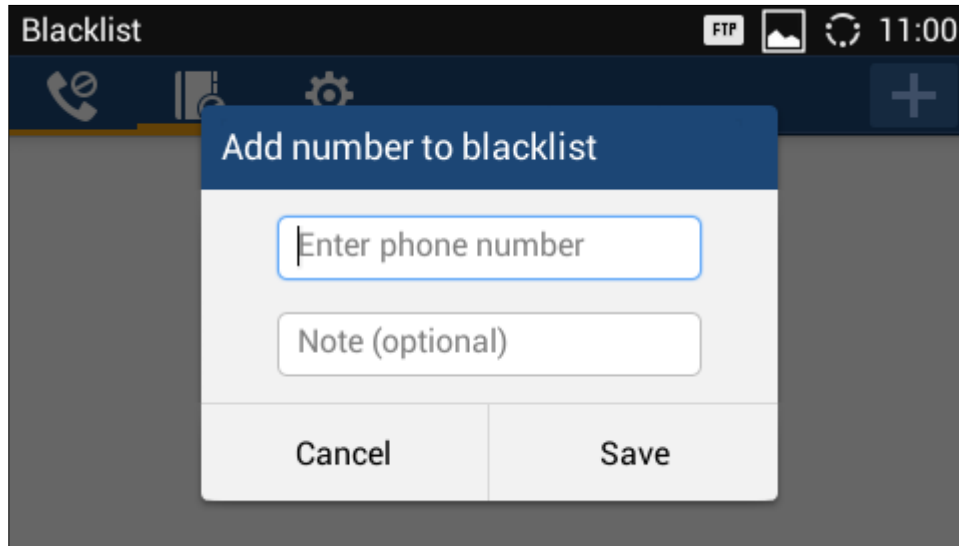 Blacklist
FTP 11:00
Add number to blacklist
Enter phone number
Note (optional)
Cancel Save